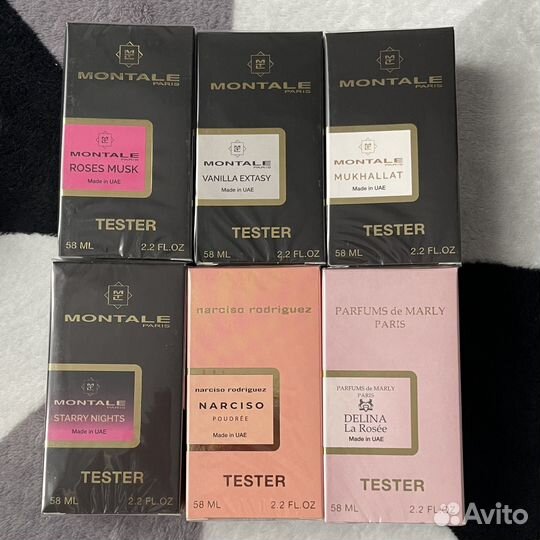 MONTALE
PARIS
MONTALE
PARIS
ROSES MUSK
Made in UAE
TESTER
58 ML 2.2 FL.OZ
MONTALE
PARIS
MONTALE
PARIS
VANILLA EXTASY
Made in UAE
TESTER
58 ML 2.2 FL.OZ
MONTALE
PARIS
MONTALE
PARIS
MUKHALLAT
Made in UAE
TESTER
58 ML 2.2 FL.OZ
MONTALE
PARIS
MONTALE
PARIS
STARRY NIGHTS
Made in UAE
TESTER
58 ML 2.2 FL.OZ
narciso rodriguez
narciso rodriguez
NARCISO
POUDRÉE
Made in UAE
TESTER
58 ML 2.2 FL.OZ
PARFUMS de MARLY
PARIS
PARFUMS de MARLY
PARIS
DELINA
La Rosée
Made in UAE
TESTER
58 ML 2.2 FL.OZ
Avito